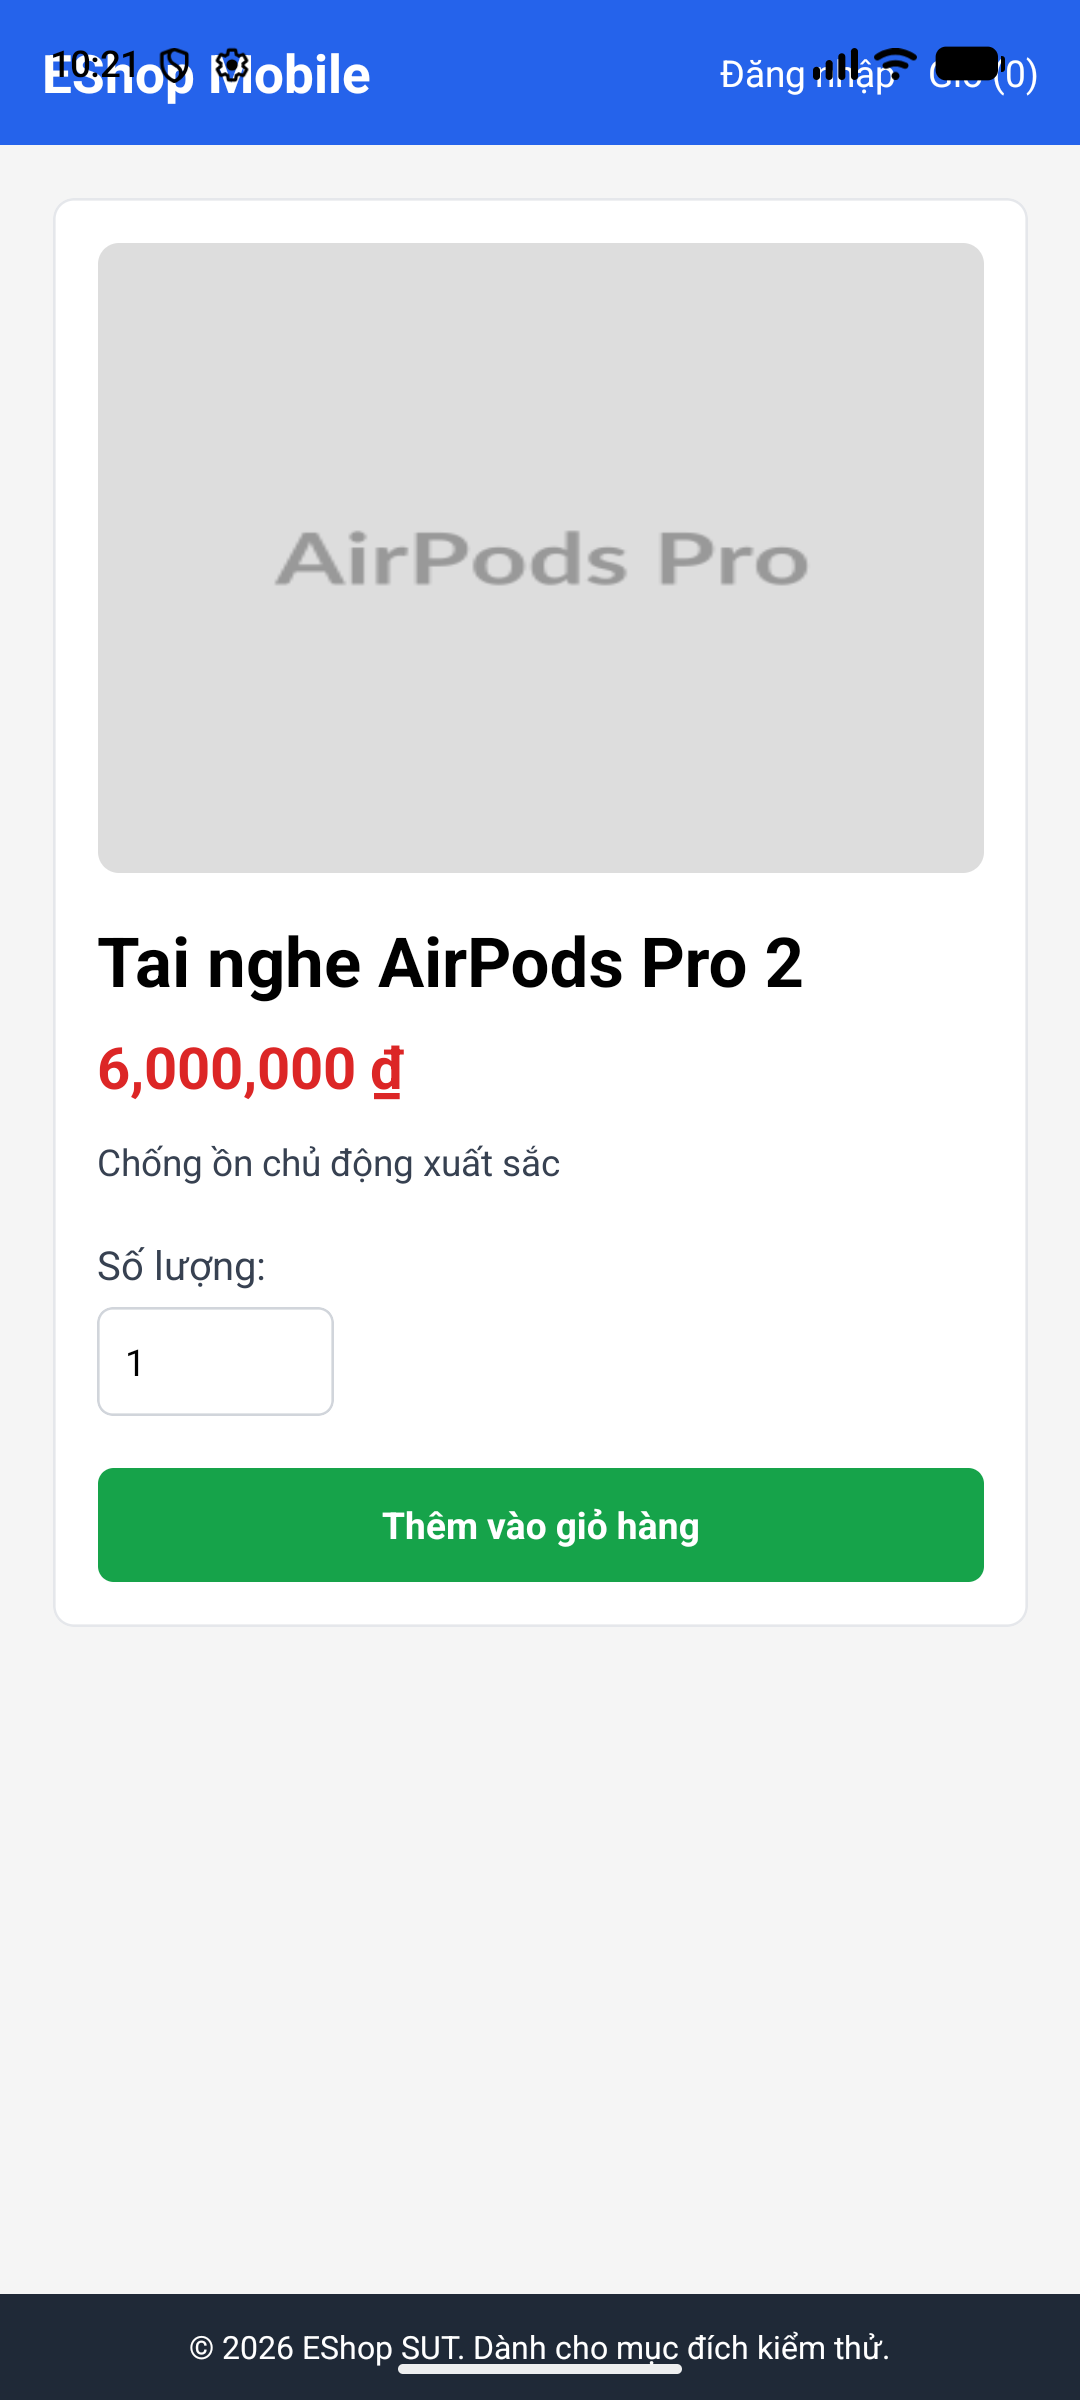 10:21
EShop Mobile
Đăng nhập
Giỏ (0)
AirPods Pro
Tai nghe AirPods Pro 2
6,000,000 ₫
Chống ồn chủ động xuất sắc
Số lượng:
1
Thêm vào giỏ hàng
© 2026 EShop SUT. Dành cho mục đích kiểm thử.